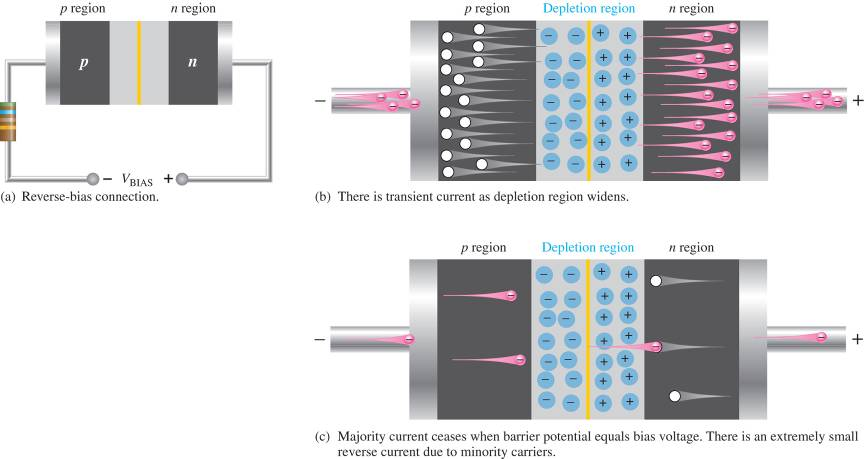 p region n region
p n
− VBIAS +
(a) Reverse-bias connection.
p region Depletion region n region
− +
(b) There is transient current as depletion region widens.
p region Depletion region n region
− +
(c) Majority current ceases when barrier potential equals bias voltage. There is an extremely small
reverse current due to minority carriers.